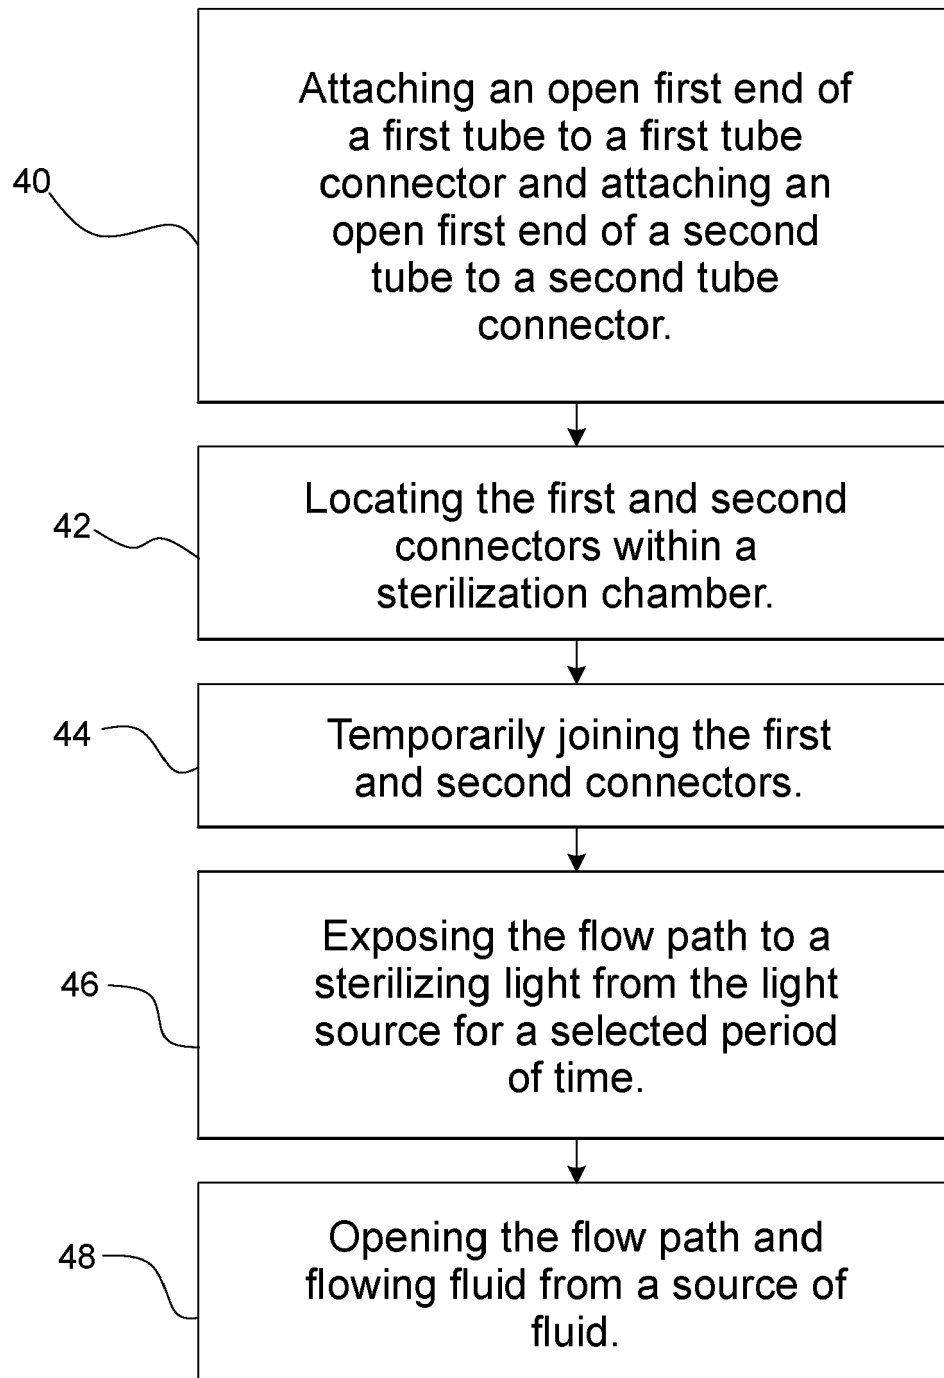 40
Attaching an open first end of
a first tube to a first tube
connector and attaching an
open first end of a second
tube to a second tube
connector.
42
Locating the first and second
connectors within a
sterilization chamber.
44
Temporarily joining the first
and second connectors.
46
Exposing the flow path to a
sterilizing light from the light
source for a selected period
of time.
48
Opening the flow path and
flowing fluid from a source of
fluid.